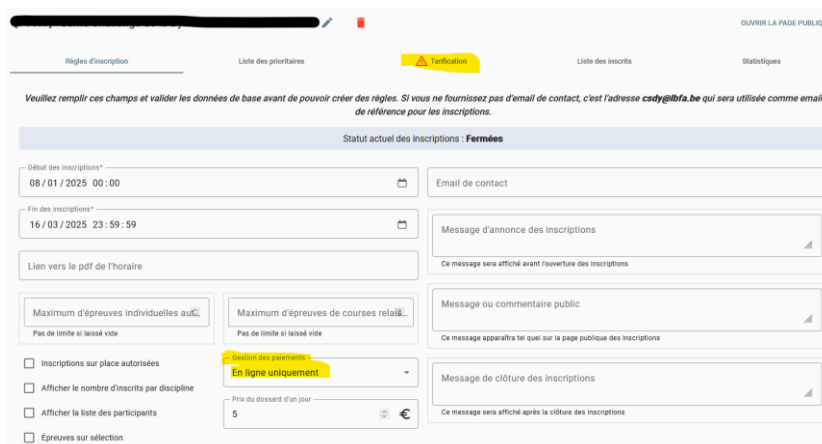 OUVRIR LA PAGE PUBLIQ
Règles d'inscription
Liste des prioritaires
Tarification
Liste des inscrits
Statistiques
Veuillez remplir ces champs et valider les données de base avant de pouvoir créer des règles. Si vous ne fournissez pas d'email de contact, c'est l'adresse csdy@lbfa.be qui sera utilisée comme email
de référence pour les inscriptions.
Statut actuel des inscriptions : Fermées
Début des inscriptions*
08/01/2025 00:00
Email de contact
Fin des inscriptions*
16/03/2025 23:59:59
Message d'annonce des inscriptions
Ce message sera affiché avant l'ouverture des inscriptions
Lien vers le pdf de l'horaire
Maximum d'épreuves individuelles aut...
Pas de limite si laissé vide
Maximum d'épreuves de courses relais...
Pas de limite si laissé vide
Message ou commentaire public
Ce message apparaîtra tel quel sur la page publique des inscriptions
Inscriptions sur place autorisées
Afficher le nombre d'inscrits par discipline
Afficher la liste des participants
Épreuves sur sélection
Gestion des paiements
En ligne uniquement
Prix du dossard d'un jour
5 €
Message de clôture des inscriptions
Ce message sera affiché après la clôture des inscriptions